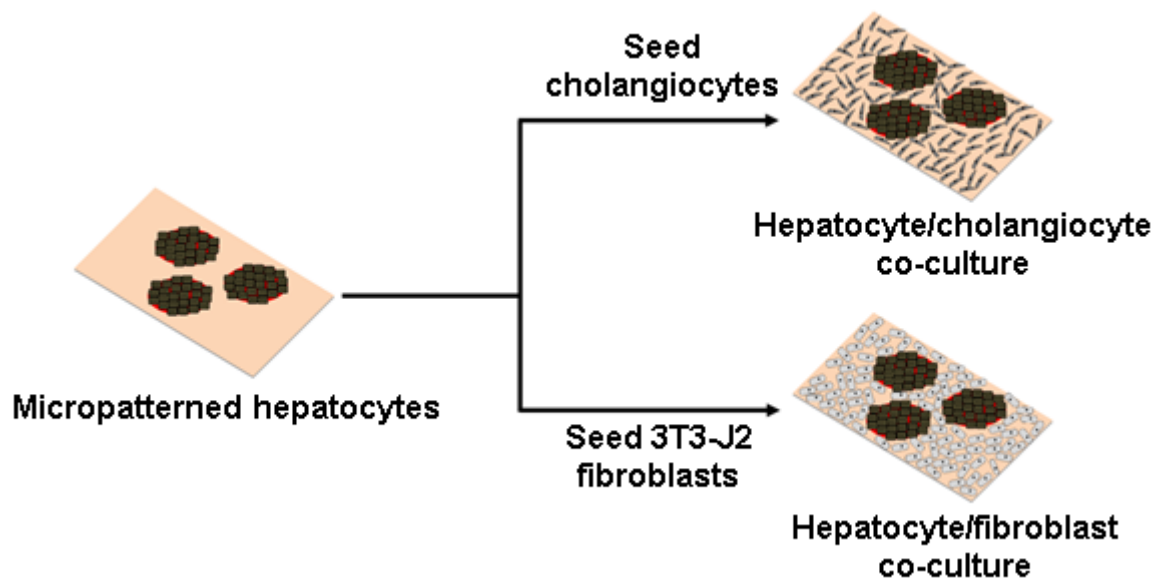 Seed
cholangiocytes
Hepatocyte/cholangiocyte
co-culture
Micropatterned hepatocytes
Seed 3T3-J2
fibroblasts
Hepatocyte/fibroblast
co-culture